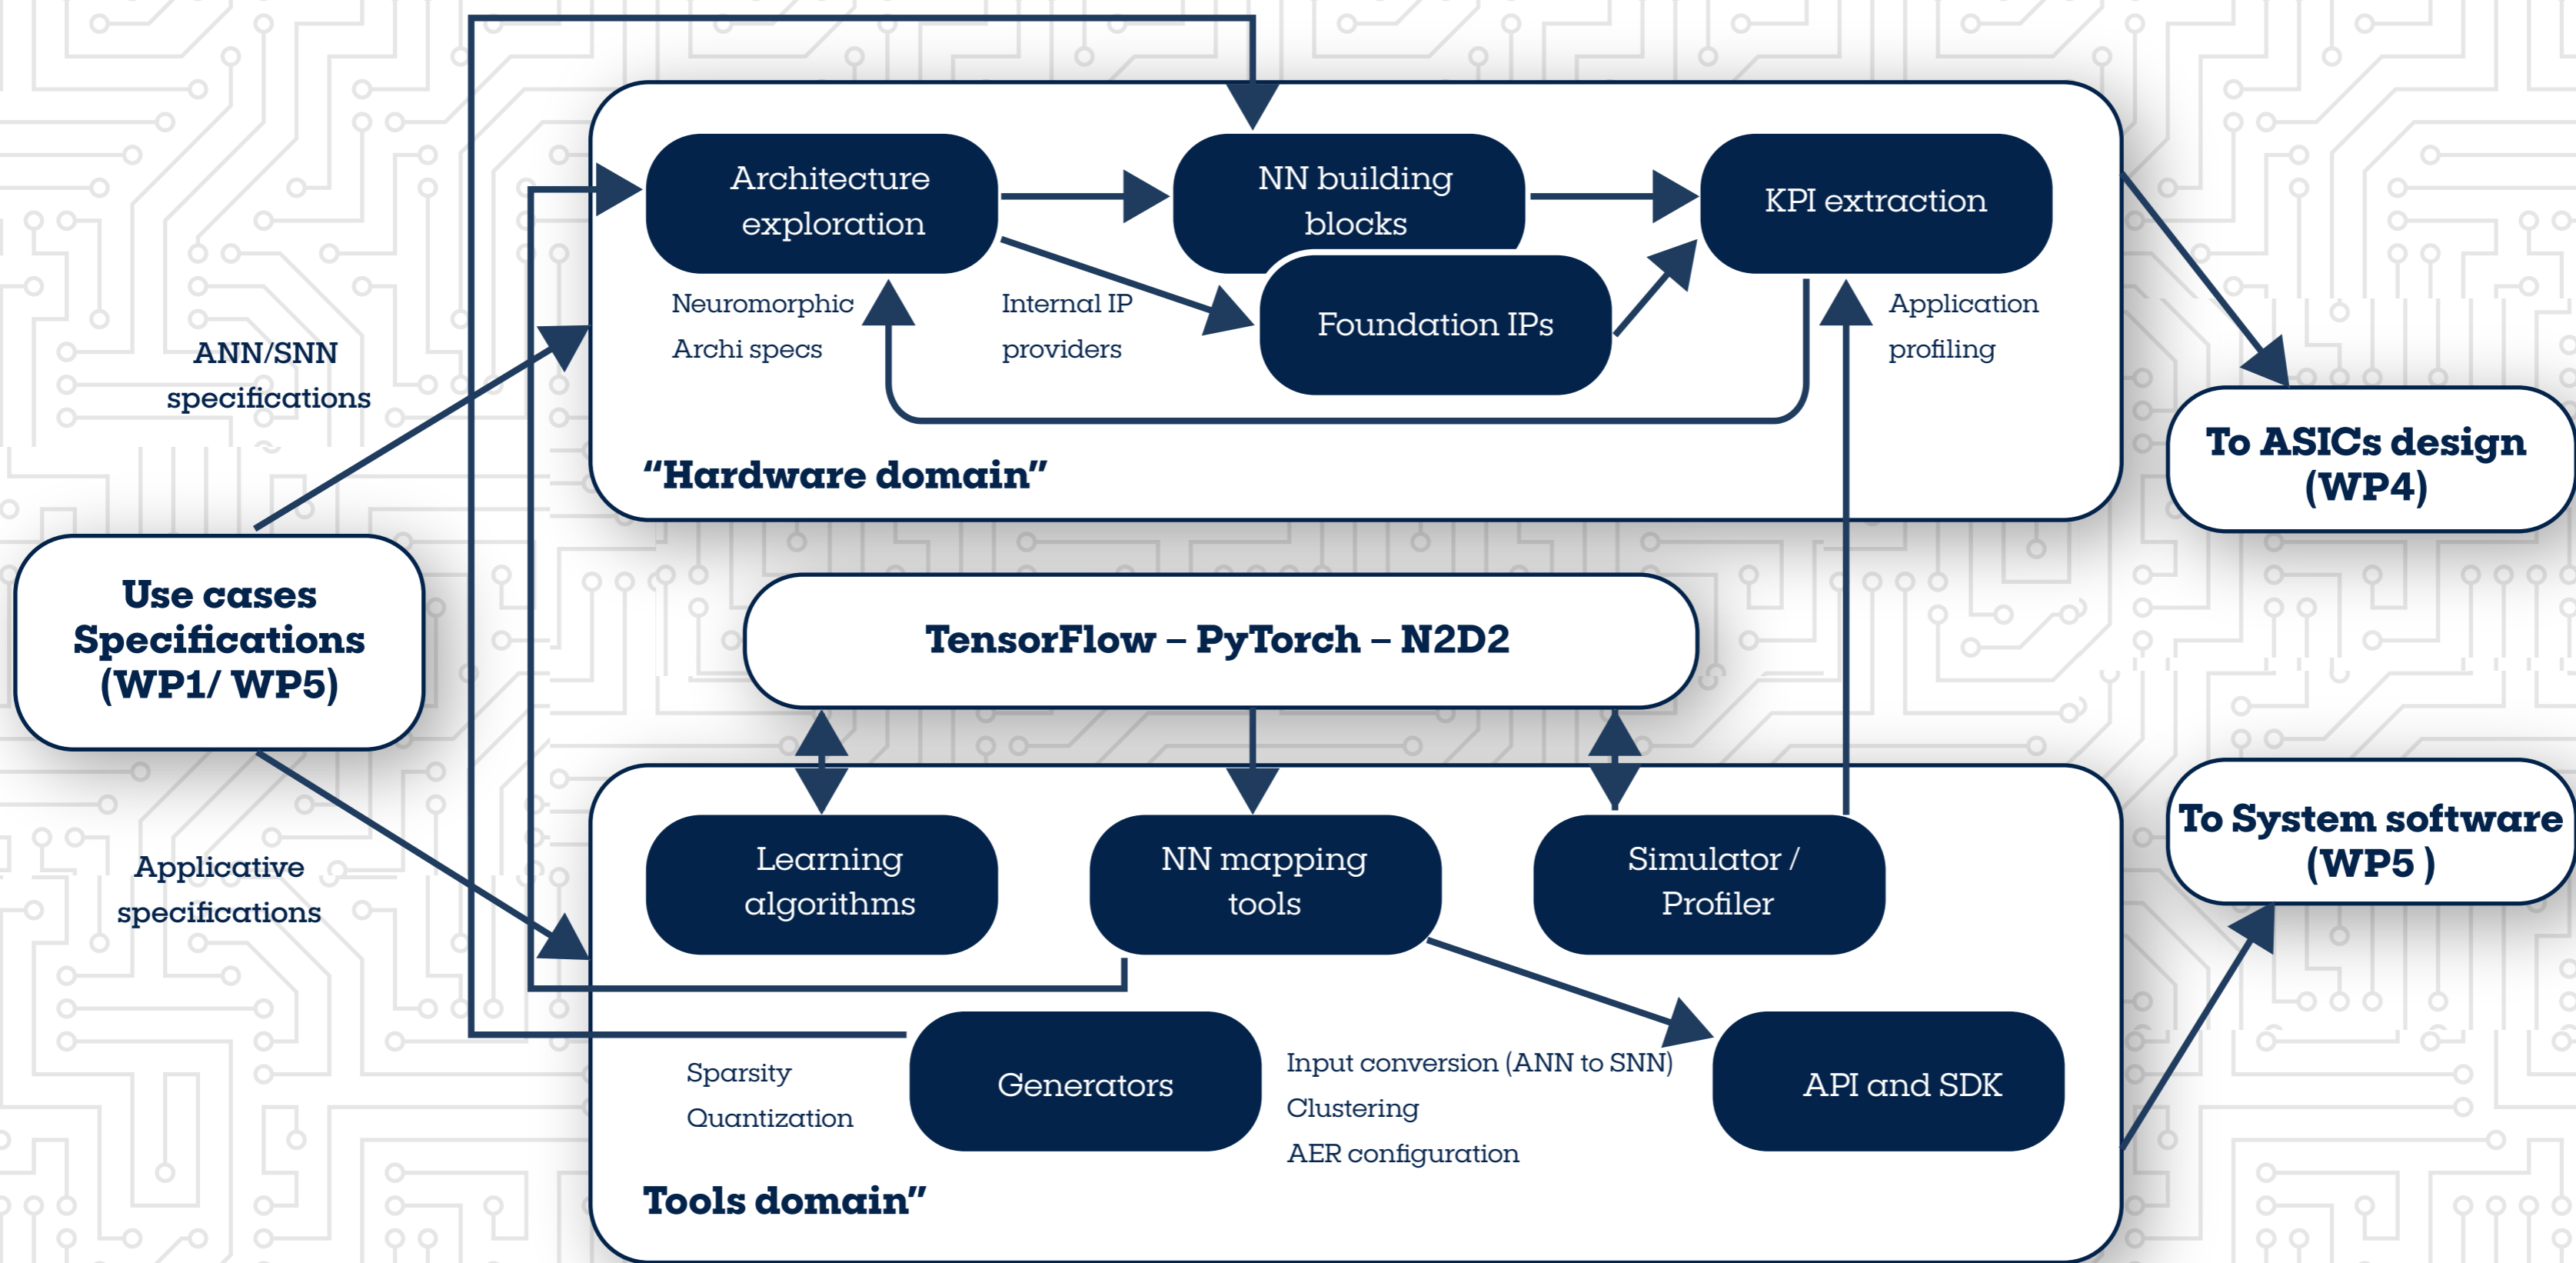 Architecture
exploration
NN building
blocks
KPI extraction
Neuromorphic
Archi specs
Internal IP
providers
Foundation IPs
Application
profiling
ANN/SNN
specifications
“Hardware domain”
To ASICs design
(WP4)
Use cases
Specifications
(WP1/ WP5)
TensorFlow – PyTorch – N2D2
Applicative
specifications
Learning
algorithms
NN mapping
tools
Simulator /
Profiler
To System software
(WP5 )
Sparsity
Quantization
Generators
Input conversion (ANN to SNN)
Clustering
AER configuration
API and SDK
Tools domain”